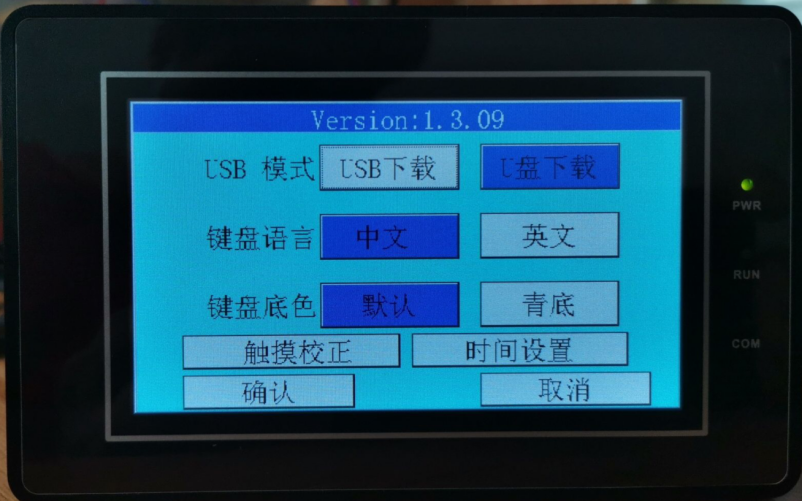 Version:1.3.09
USB 模式 USB下载 U盘下载
键盘语言 中文 英文
键盘底色 默认 青底
触摸校正 时间设置
确认 取消
PWR
RUN
COM